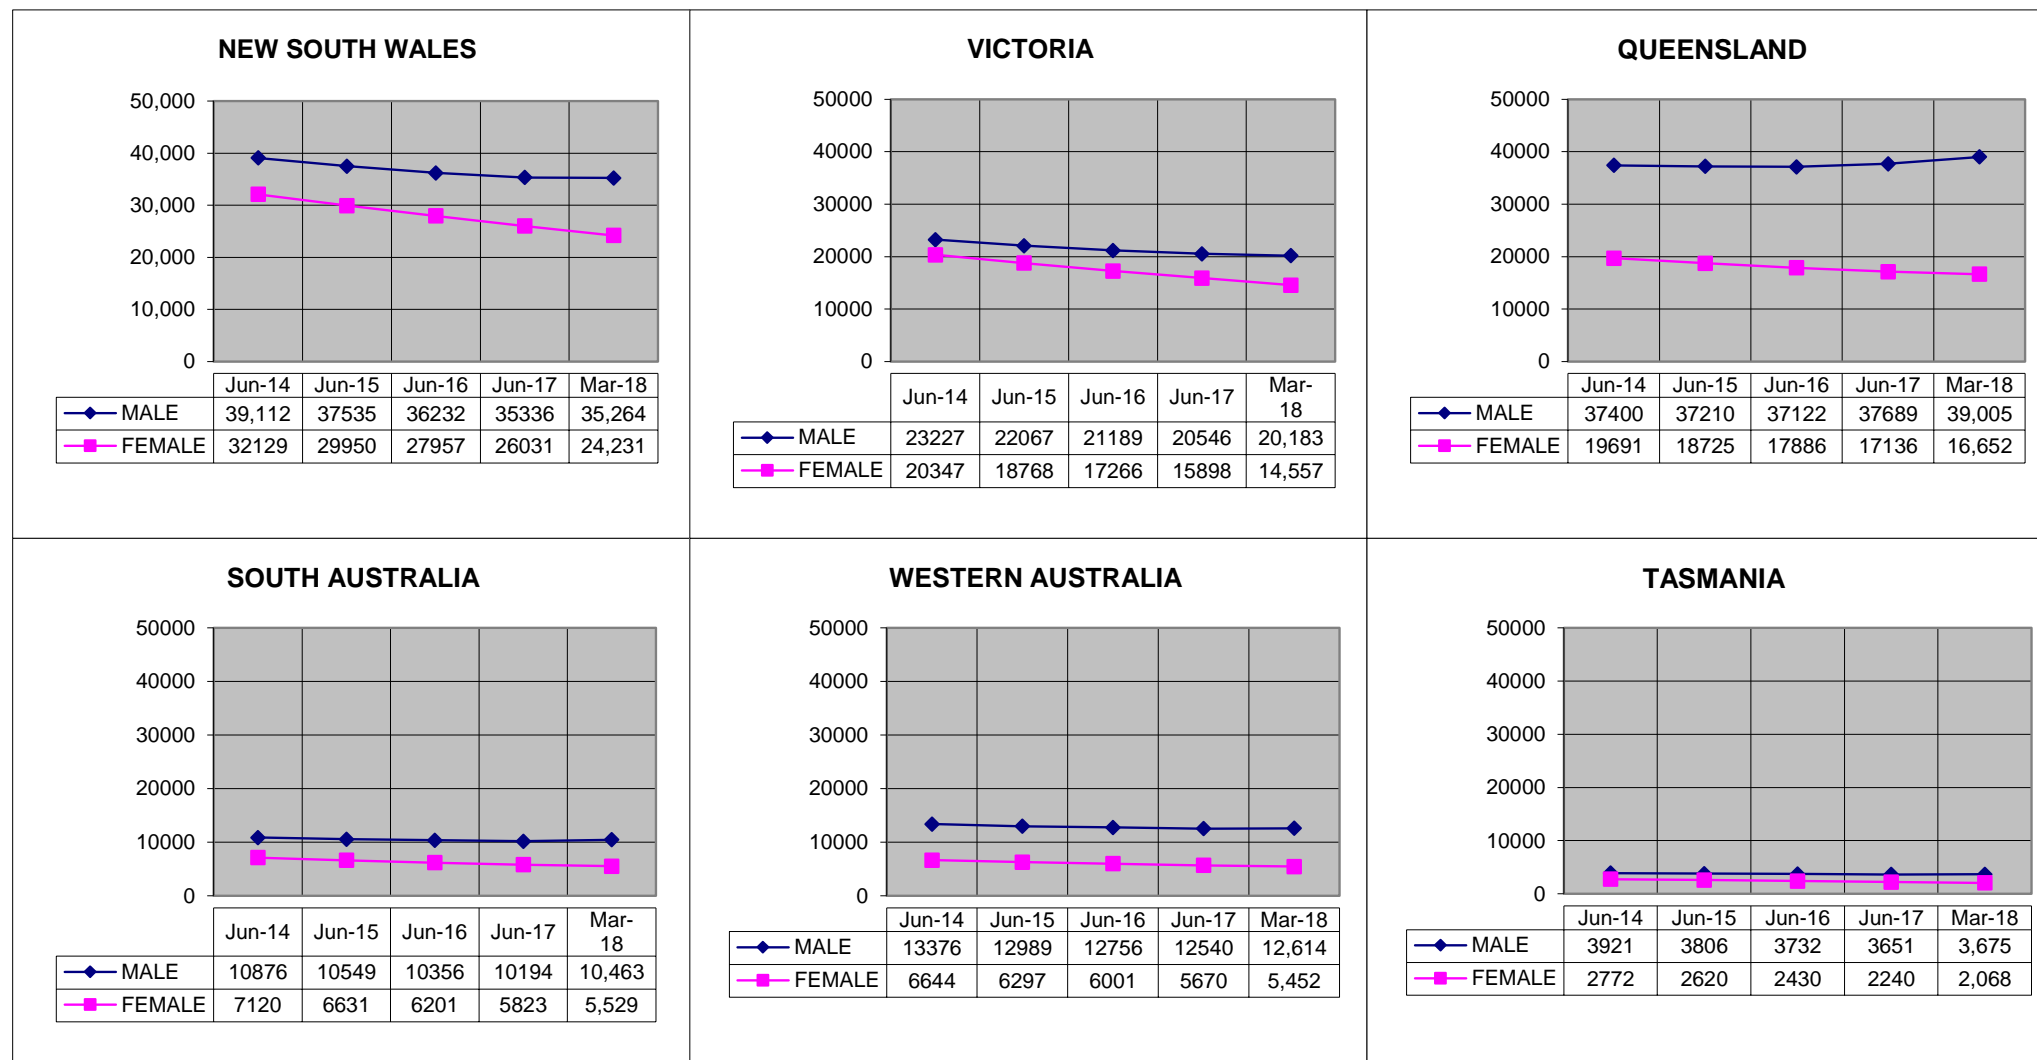 NEW SOUTH WALES
50,000
40,000
30,000
20,000
10,000
0
Jun-14 Jun-15 Jun-16 Jun-17 Mar-18
MALE 39,112 37535 36232 35336 35,264
FEMALE 32129 29950 27957 26031 24,231
VICTORIA
50000
40000
30000
20000
10000
0
Jun-14 Jun-15 Jun-16 Jun-17 Mar-
18
MALE 23227 22067 21189 20546 20,183
FEMALE 20347 18768 17266 15898 14,557
QUEENSLAND
50000
40000
30000
20000
10000
0
Jun-14 Jun-15 Jun-16 Jun-17 Mar-18
MALE 37400 37210 37122 37689 39,005
FEMALE 19691 18725 17886 17136 16,652
SOUTH AUSTRALIA
50000
40000
30000
20000
10000
0
Jun-14 Jun-15 Jun-16 Jun-17 Mar-
18
MALE 10876 10549 10356 10194 10,463
FEMALE 7120 6631 6201 5823 5,529
WESTERN AUSTRALIA
50000
40000
30000
20000
10000
0
Jun-14 Jun-15 Jun-16 Jun-17 Mar-18
MALE 13376 12989 12756 12540 12,614
FEMALE 6644 6297 6001 5670 5,452
TASMANIA
50000
40000
30000
20000
10000
0
Jun-14 Jun-15 Jun-16 Jun-17 Mar-18
MALE 3921 3806 3732 3651 3,675
FEMALE 2772 2620 2430 2240 2,068